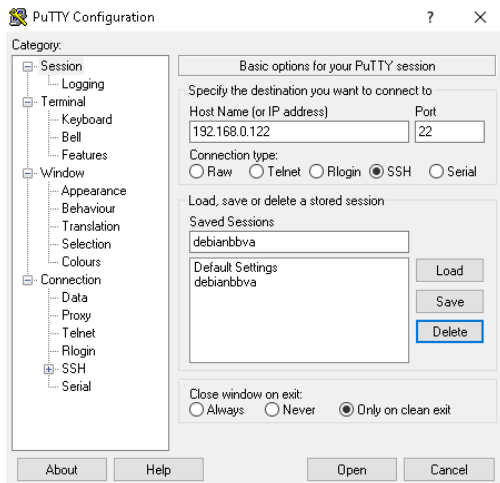 PuTTY Configuration ? ×
Category:
Session
Logging
Terminal
Keyboard
Bell
Features
Window
Appearance
Behaviour
Translation
Selection
Colours
Connection
Data
Proxy
Telnet
Rlogin
SSH
Serial
Basic options for your PuTTY session
Specify the destination you want to connect to
Host Name (or IP address) Port
192.168.0.122 22
Connection type:
Raw Telnet Rlogin SSH Serial
Load, save or delete a stored session
Saved Sessions
debianbbva
Default Settings
debianbbva
Load
Save
Delete
Close window on exit:
Always Never Only on clean exit
About Help Open Cancel